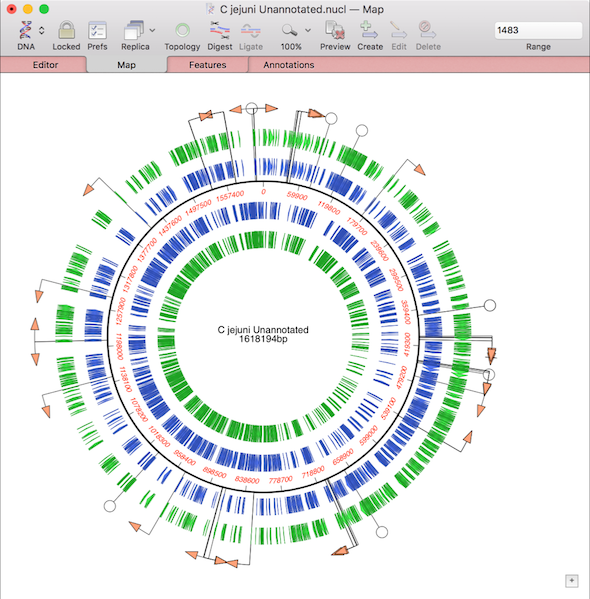 C jejuni Unannotated.nucl — Map
DNA
Locked
Prefs
Replica
Topology
Digest
Ligate
100%
Preview
Create
Edit
Delete
1483
Range
Editor
Map
Features
Annotations
0
59900
119800
179700
239600
299500
359400
419300
479200
539100
599000
658900
718800
778700
838600
898500
958400
1018300
1078200
1138100
1198000
1257900
1317800
1377700
1437600
1497500
1557400
C jejuni Unannotated
1618194bp